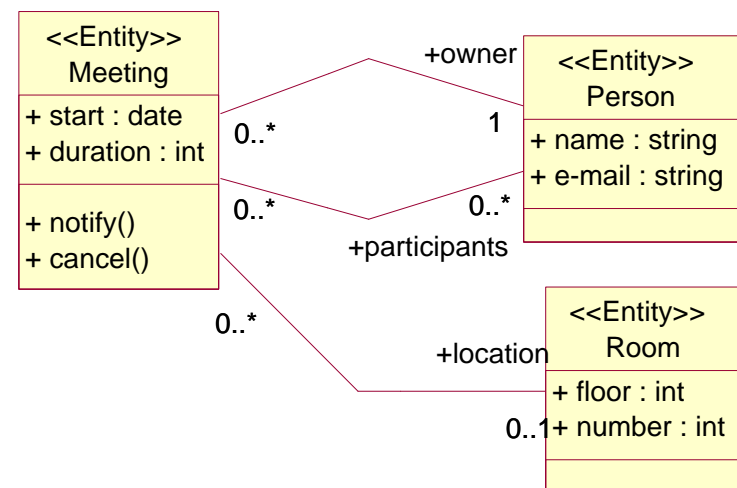 <<Entity>>
Meeting
+ start : date
+ duration : int
+ notify()
+ cancel()
+owner
0..*
1
0..*
0..*
+participants
<<Entity>>
Person
+ name : string
+ e-mail : string
0..*
+location
0..1
<<Entity>>
Room
+ floor : int
+ number : int